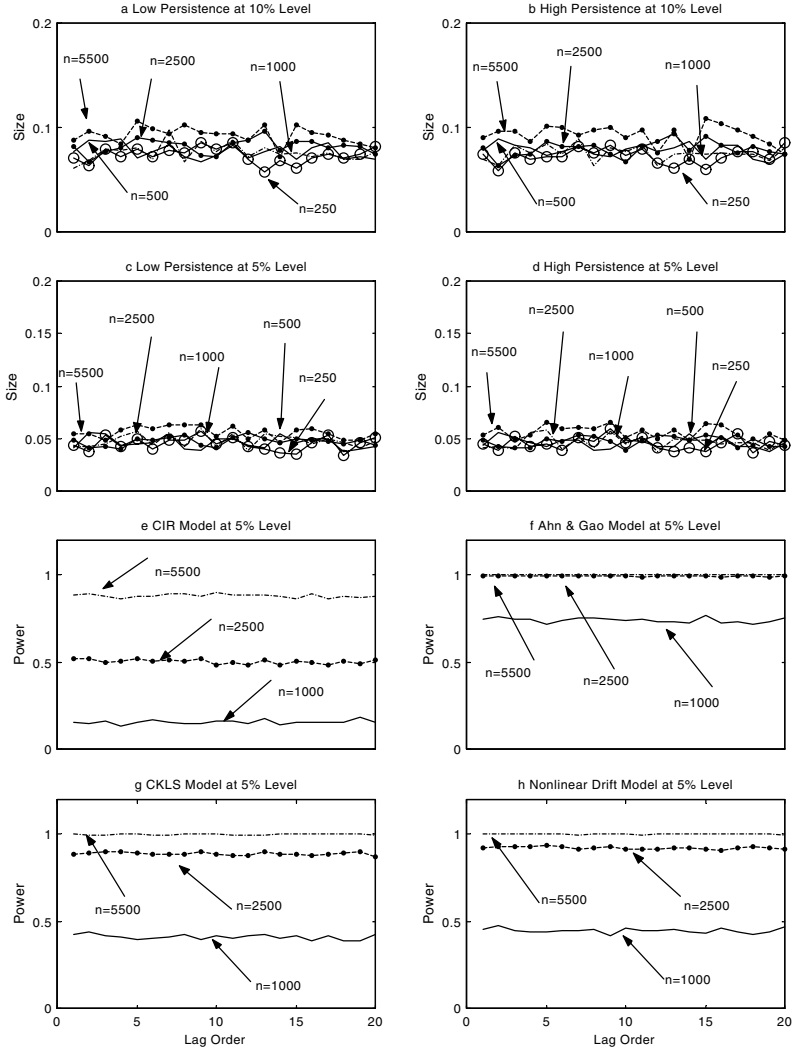 a Low Persistence at 10% Level
0.2
0.1
0
Size
n=5500
n=2500
n=1000
n=500
n=250
b High Persistence at 10% Level
0.2
0.1
0
Size
n=5500
n=2500
n=1000
n=500
n=250
c Low Persistence at 5% Level
0.2
0.15
0.1
0.05
0
Size
n=5500
n=2500
n=1000
n=500
n=250
d High Persistence at 5% Level
0.2
0.15
0.1
0.05
0
Size
n=5500
n=2500
n=1000
n=500
n=250
e CIR Model at 5% Level
1
0.5
0
Power
n=5500
n=2500
n=1000
f Ahn & Gao Model at 5% Level
1
0.5
0
Power
n=5500
n=2500
n=1000
g CKLS Model at 5% Level
1
0.5
0
Power
n=5500
n=2500
n=1000
0 5 10 15 20
Lag Order
h Nonlinear Drift Model at 5% Level
1
0.5
0
Power
n=5500
n=2500
n=1000
0 5 10 15 20
Lag Order